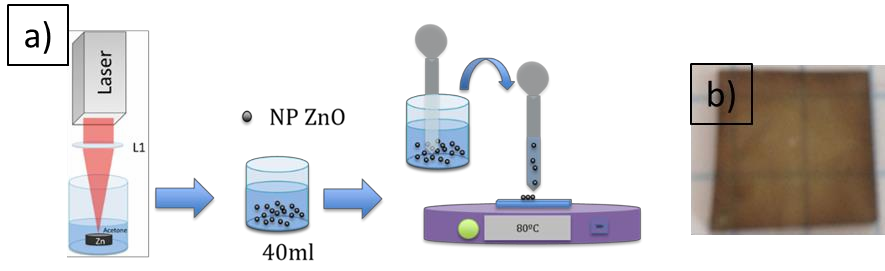 a)
Laser
L1
Acetone
Zn
NP ZnO
40ml
80ºC
b)